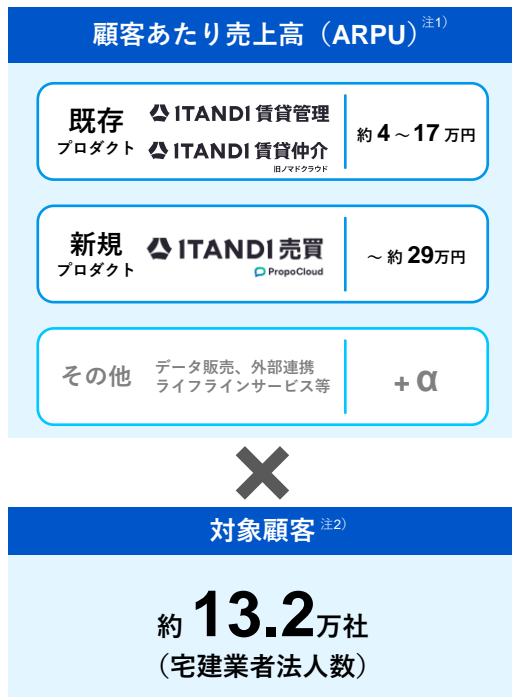 顧客あたり売上高（ARPU）注1）
既存
プロダクト
ITANDI 賃貸管理
ITANDI 賃貸仲介
旧ノマドクラウド
約 4 ～ 17 万円
新規
プロダクト
ITANDI 売買
PropoCloud
～ 約 29万円
その他
データ販売、外部連携
ライフラインサービス等
+ α
×
対象顧客 注2）
約 13.2万社
（宅建業者法人数）